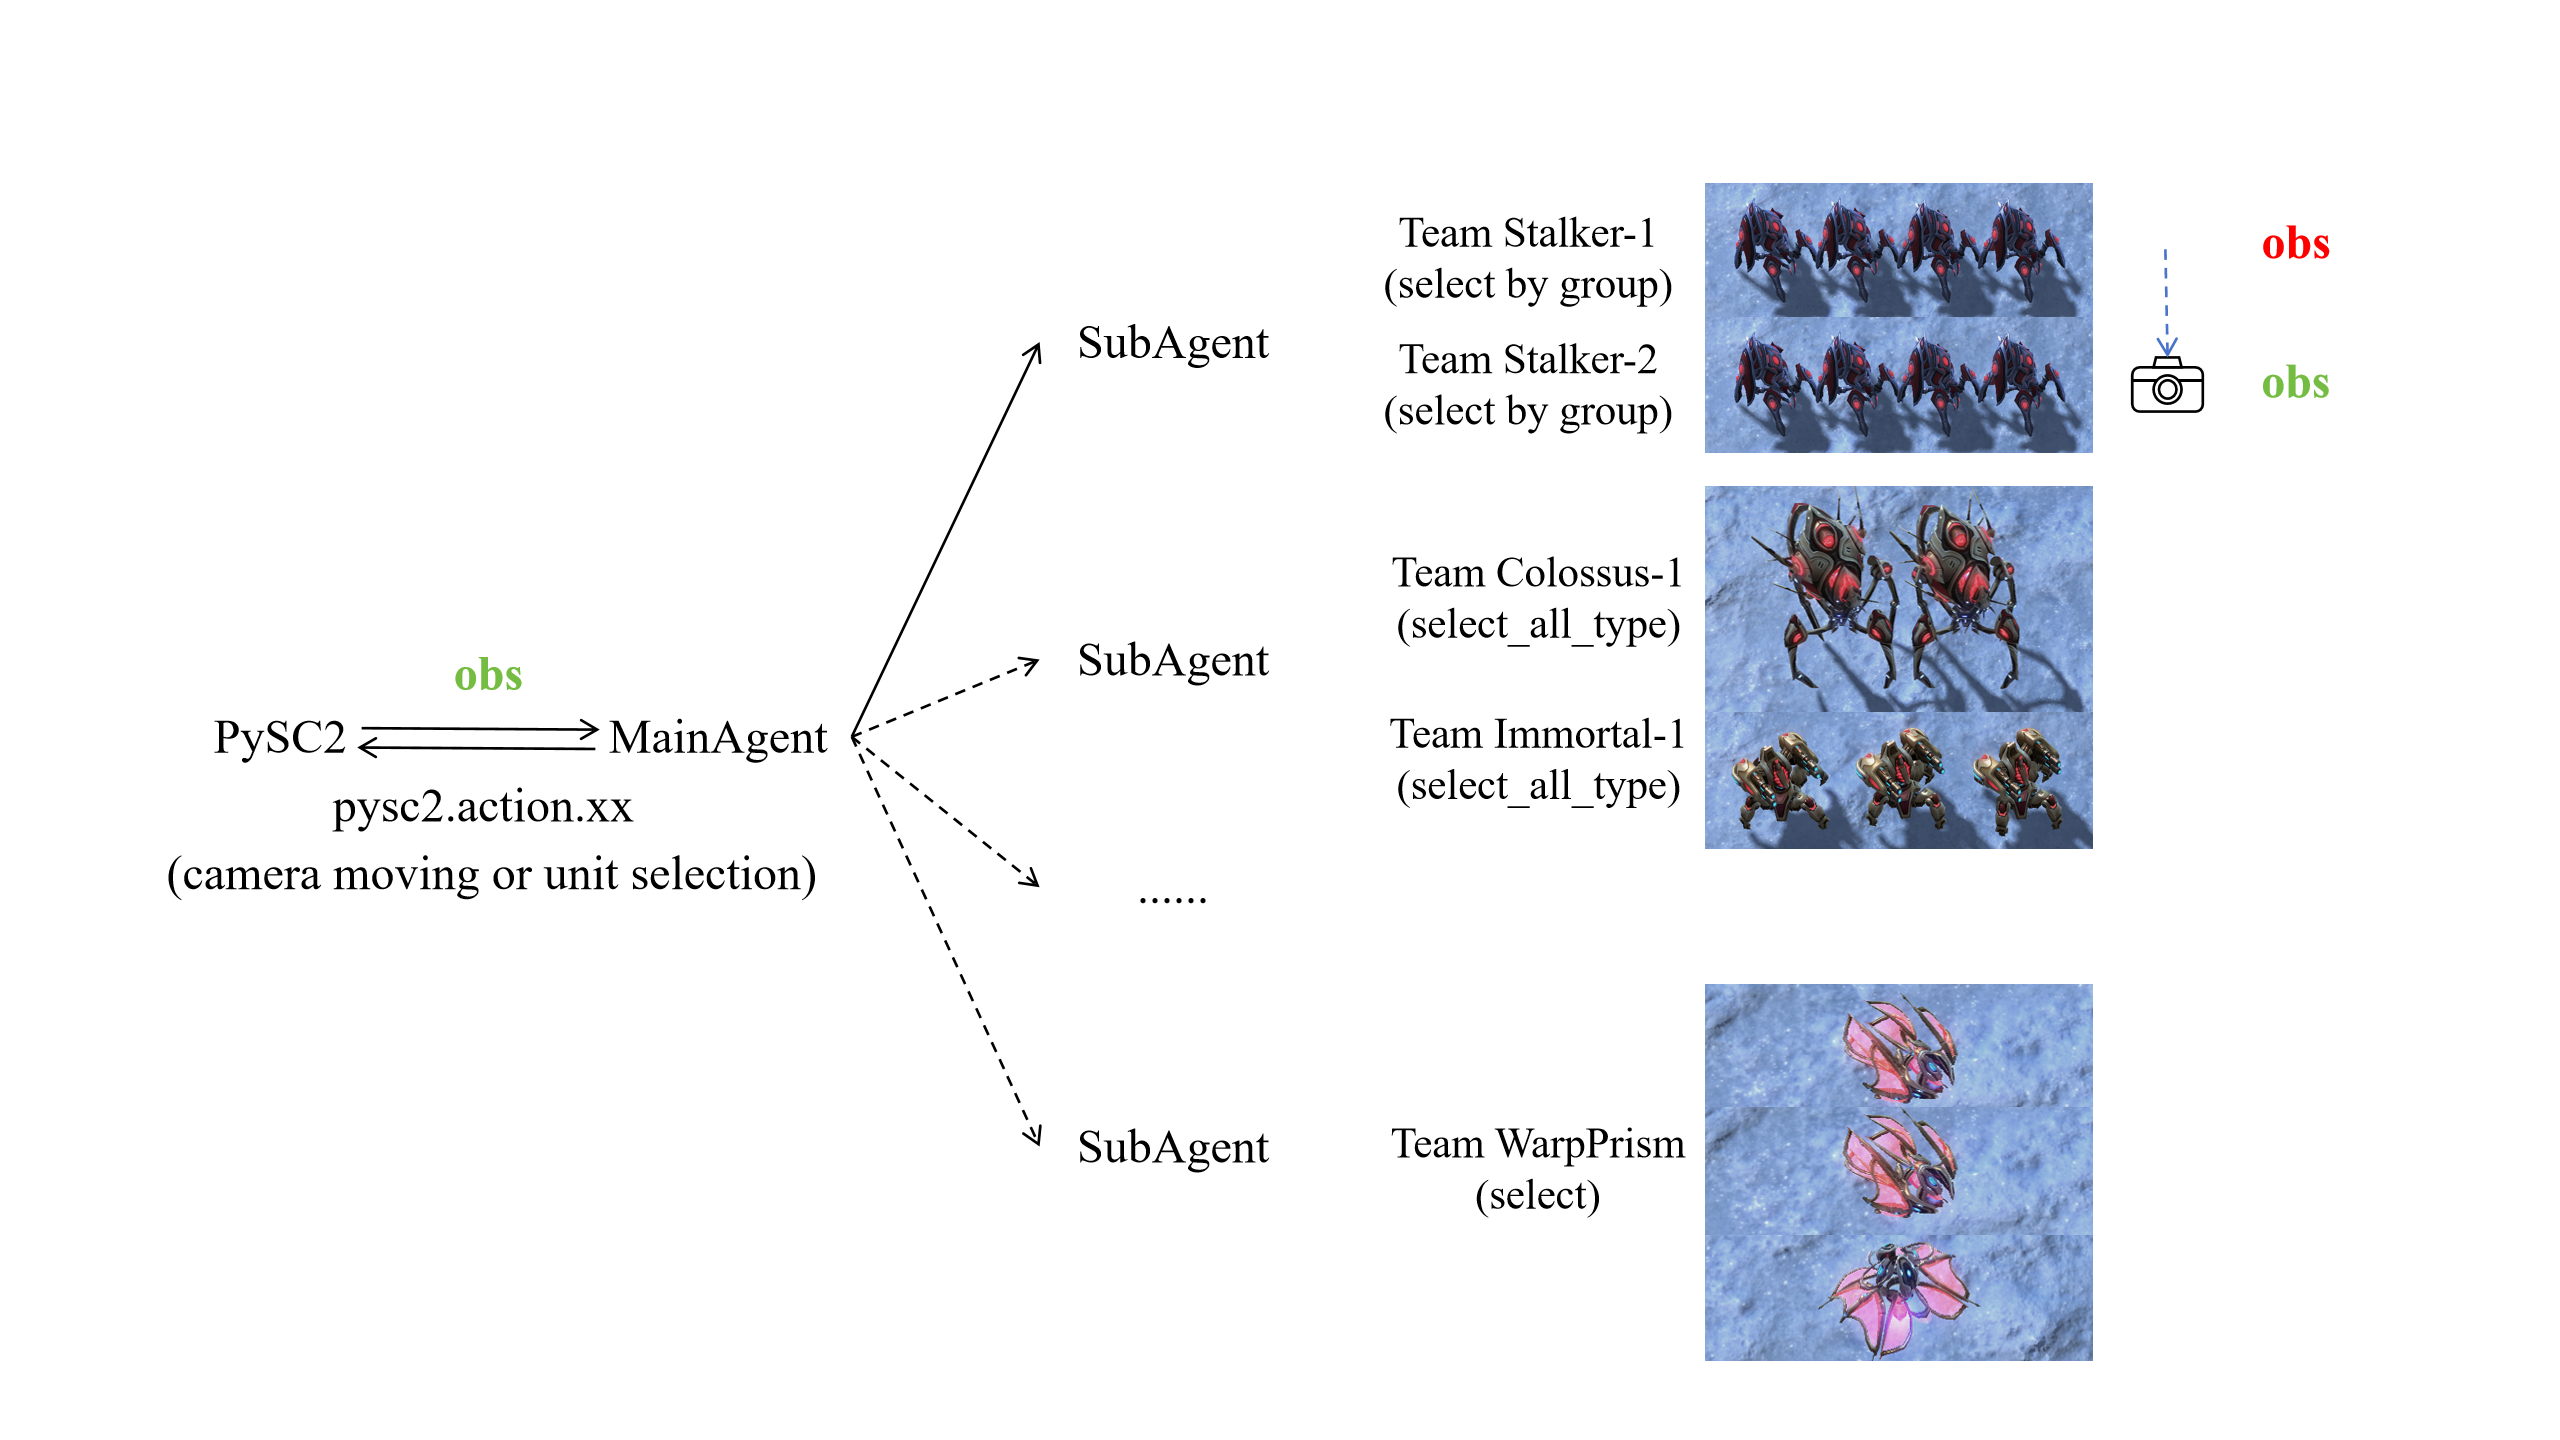 obs
PySC2
MainAgent
pysc2.action.xx
(camera moving or unit selection)
SubAgent
SubAgent
......
SubAgent
Team Stalker-1
(select by group)
Team Stalker-2
(select by group)
Team Colossus-1
(select_all_type)
Team Immortal-1
(select_all_type)
Team WarpPrism
(select)
obs
obs